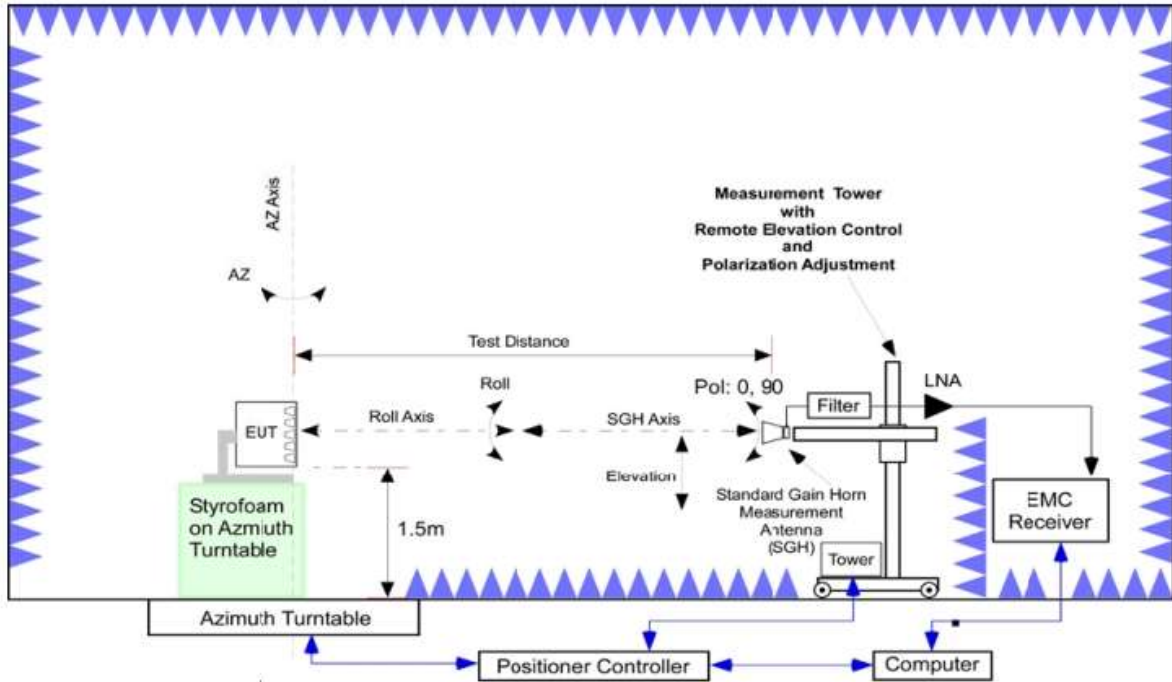 AZ Axis
AZ
Measurement Tower
with
Remote Elevation Control
and
Polarization Adjustment
Test Distance
Roll
Pol: 0, 90
LNA
Filter
EUT
Roll Axis
SGH Axis
Elevation
Standard Gain Horn
Measurement
Antenna
(SGH)
Styrofoam
on Azmiuth
Turntable
1.5m
EMC
Receiver
Tower
Azimuth Turntable
Positioner Controller
Computer